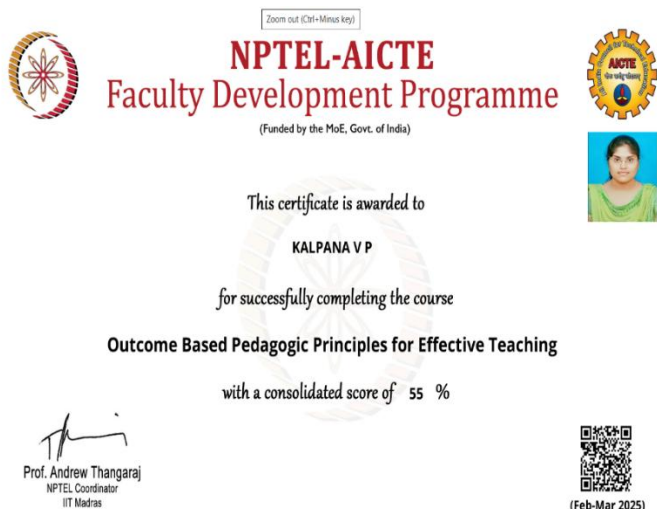 Zoom out (Ctrl+Minus key)
NPTEL-AICTE
Faculty Development Programme
(Funded by the MoE, Govt. of India)
AICTE
This certificate is awarded to
KALPANA V P
for successfully completing the course
Outcome Based Pedagogic Principles for Effective Teaching
with a consolidated score of 55 %
Prof. Andrew Thangaraj
NPTEL Coordinator
IIT Madras
(Feb-Mar 2025)